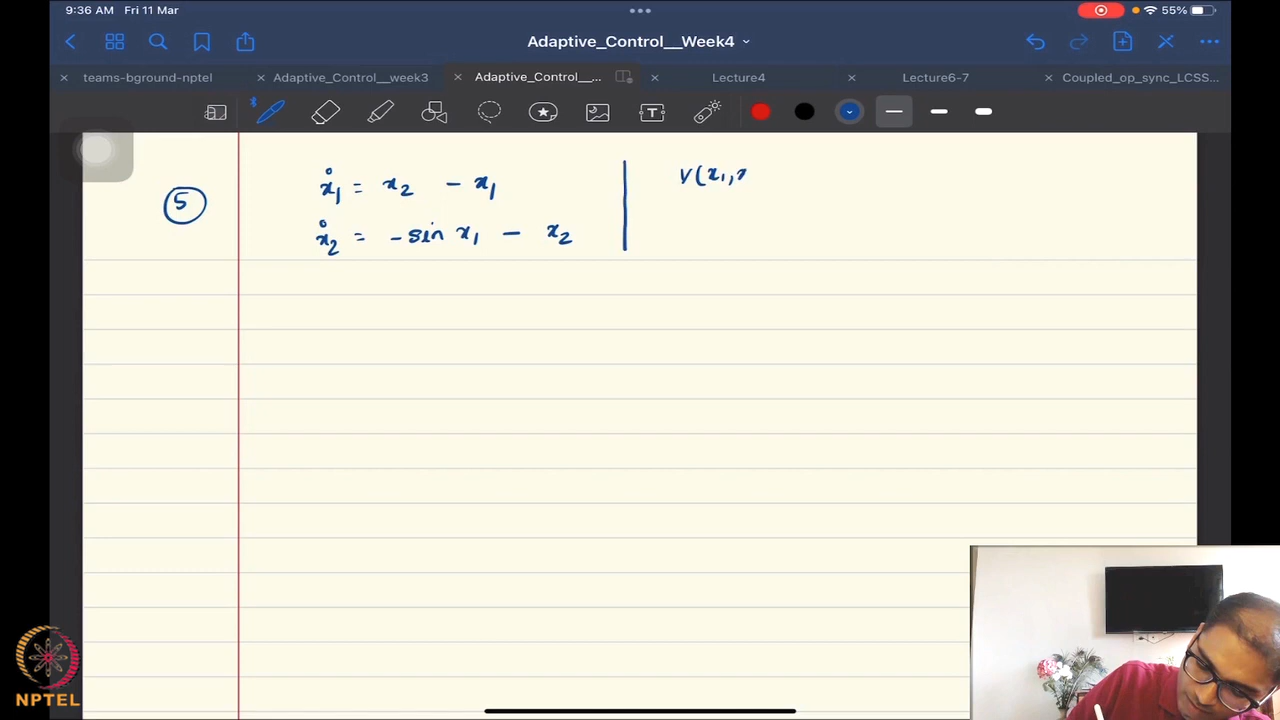 9:36 AM Fri 11 Mar
55%
Adaptive_Control__Week4
teams-bground-nptel
Adaptive_Control__week3
Adaptive_Control__...
Lecture4
Lecture6-7
Coupled_op_sync_LCSS...
5
ẋ₁ = x₂ - x₁
ẋ₂ = -sin x₁ - x₂
V(x₁, x
NPTEL